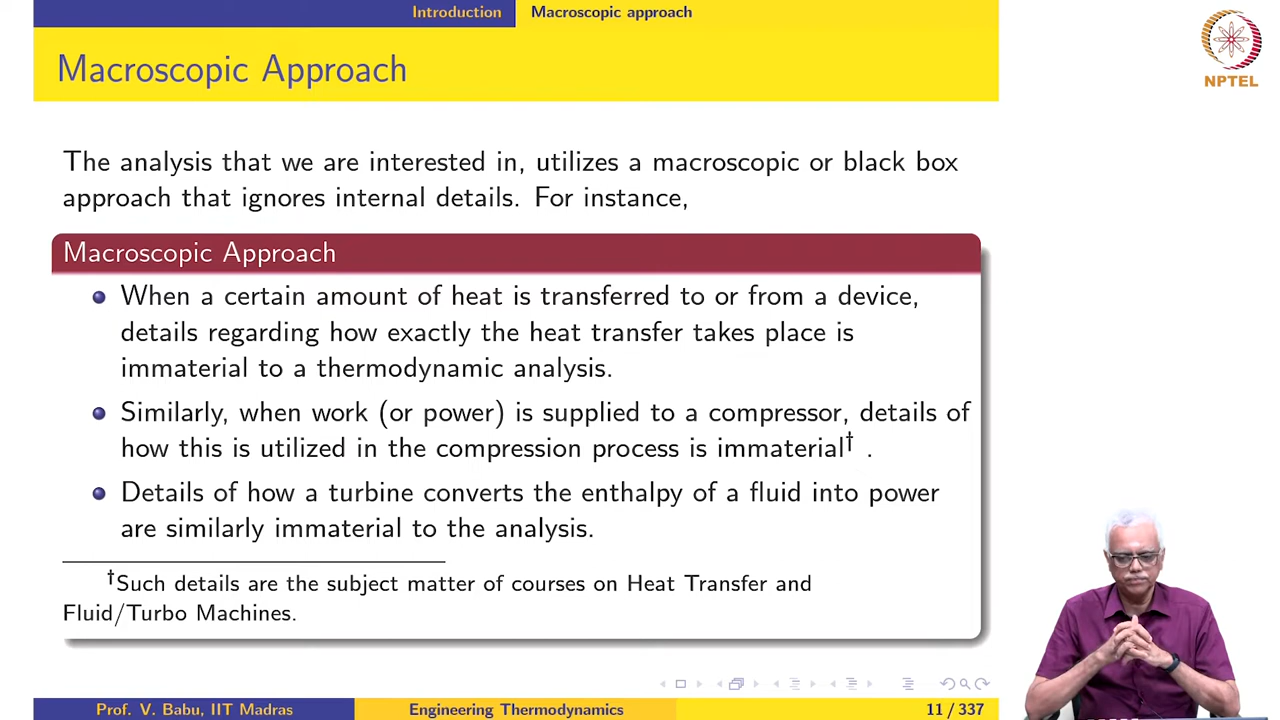 Introduction Macroscopic approach
Macroscopic Approach
NPTEL
The analysis that we are interested in, utilizes a macroscopic or black box
approach that ignores internal details. For instance,
Macroscopic Approach
When a certain amount of heat is transferred to or from a device,
details regarding how exactly the heat transfer takes place is
immaterial to a thermodynamic analysis.
Similarly, when work (or power) is supplied to a compressor, details of
how this is utilized in the compression process is immaterial† .
Details of how a turbine converts the enthalpy of a fluid into power
are similarly immaterial to the analysis.
†Such details are the subject matter of courses on Heat Transfer and
Fluid/Turbo Machines.
Prof. V. Babu, IIT Madras Engineering Thermodynamics 11 / 337